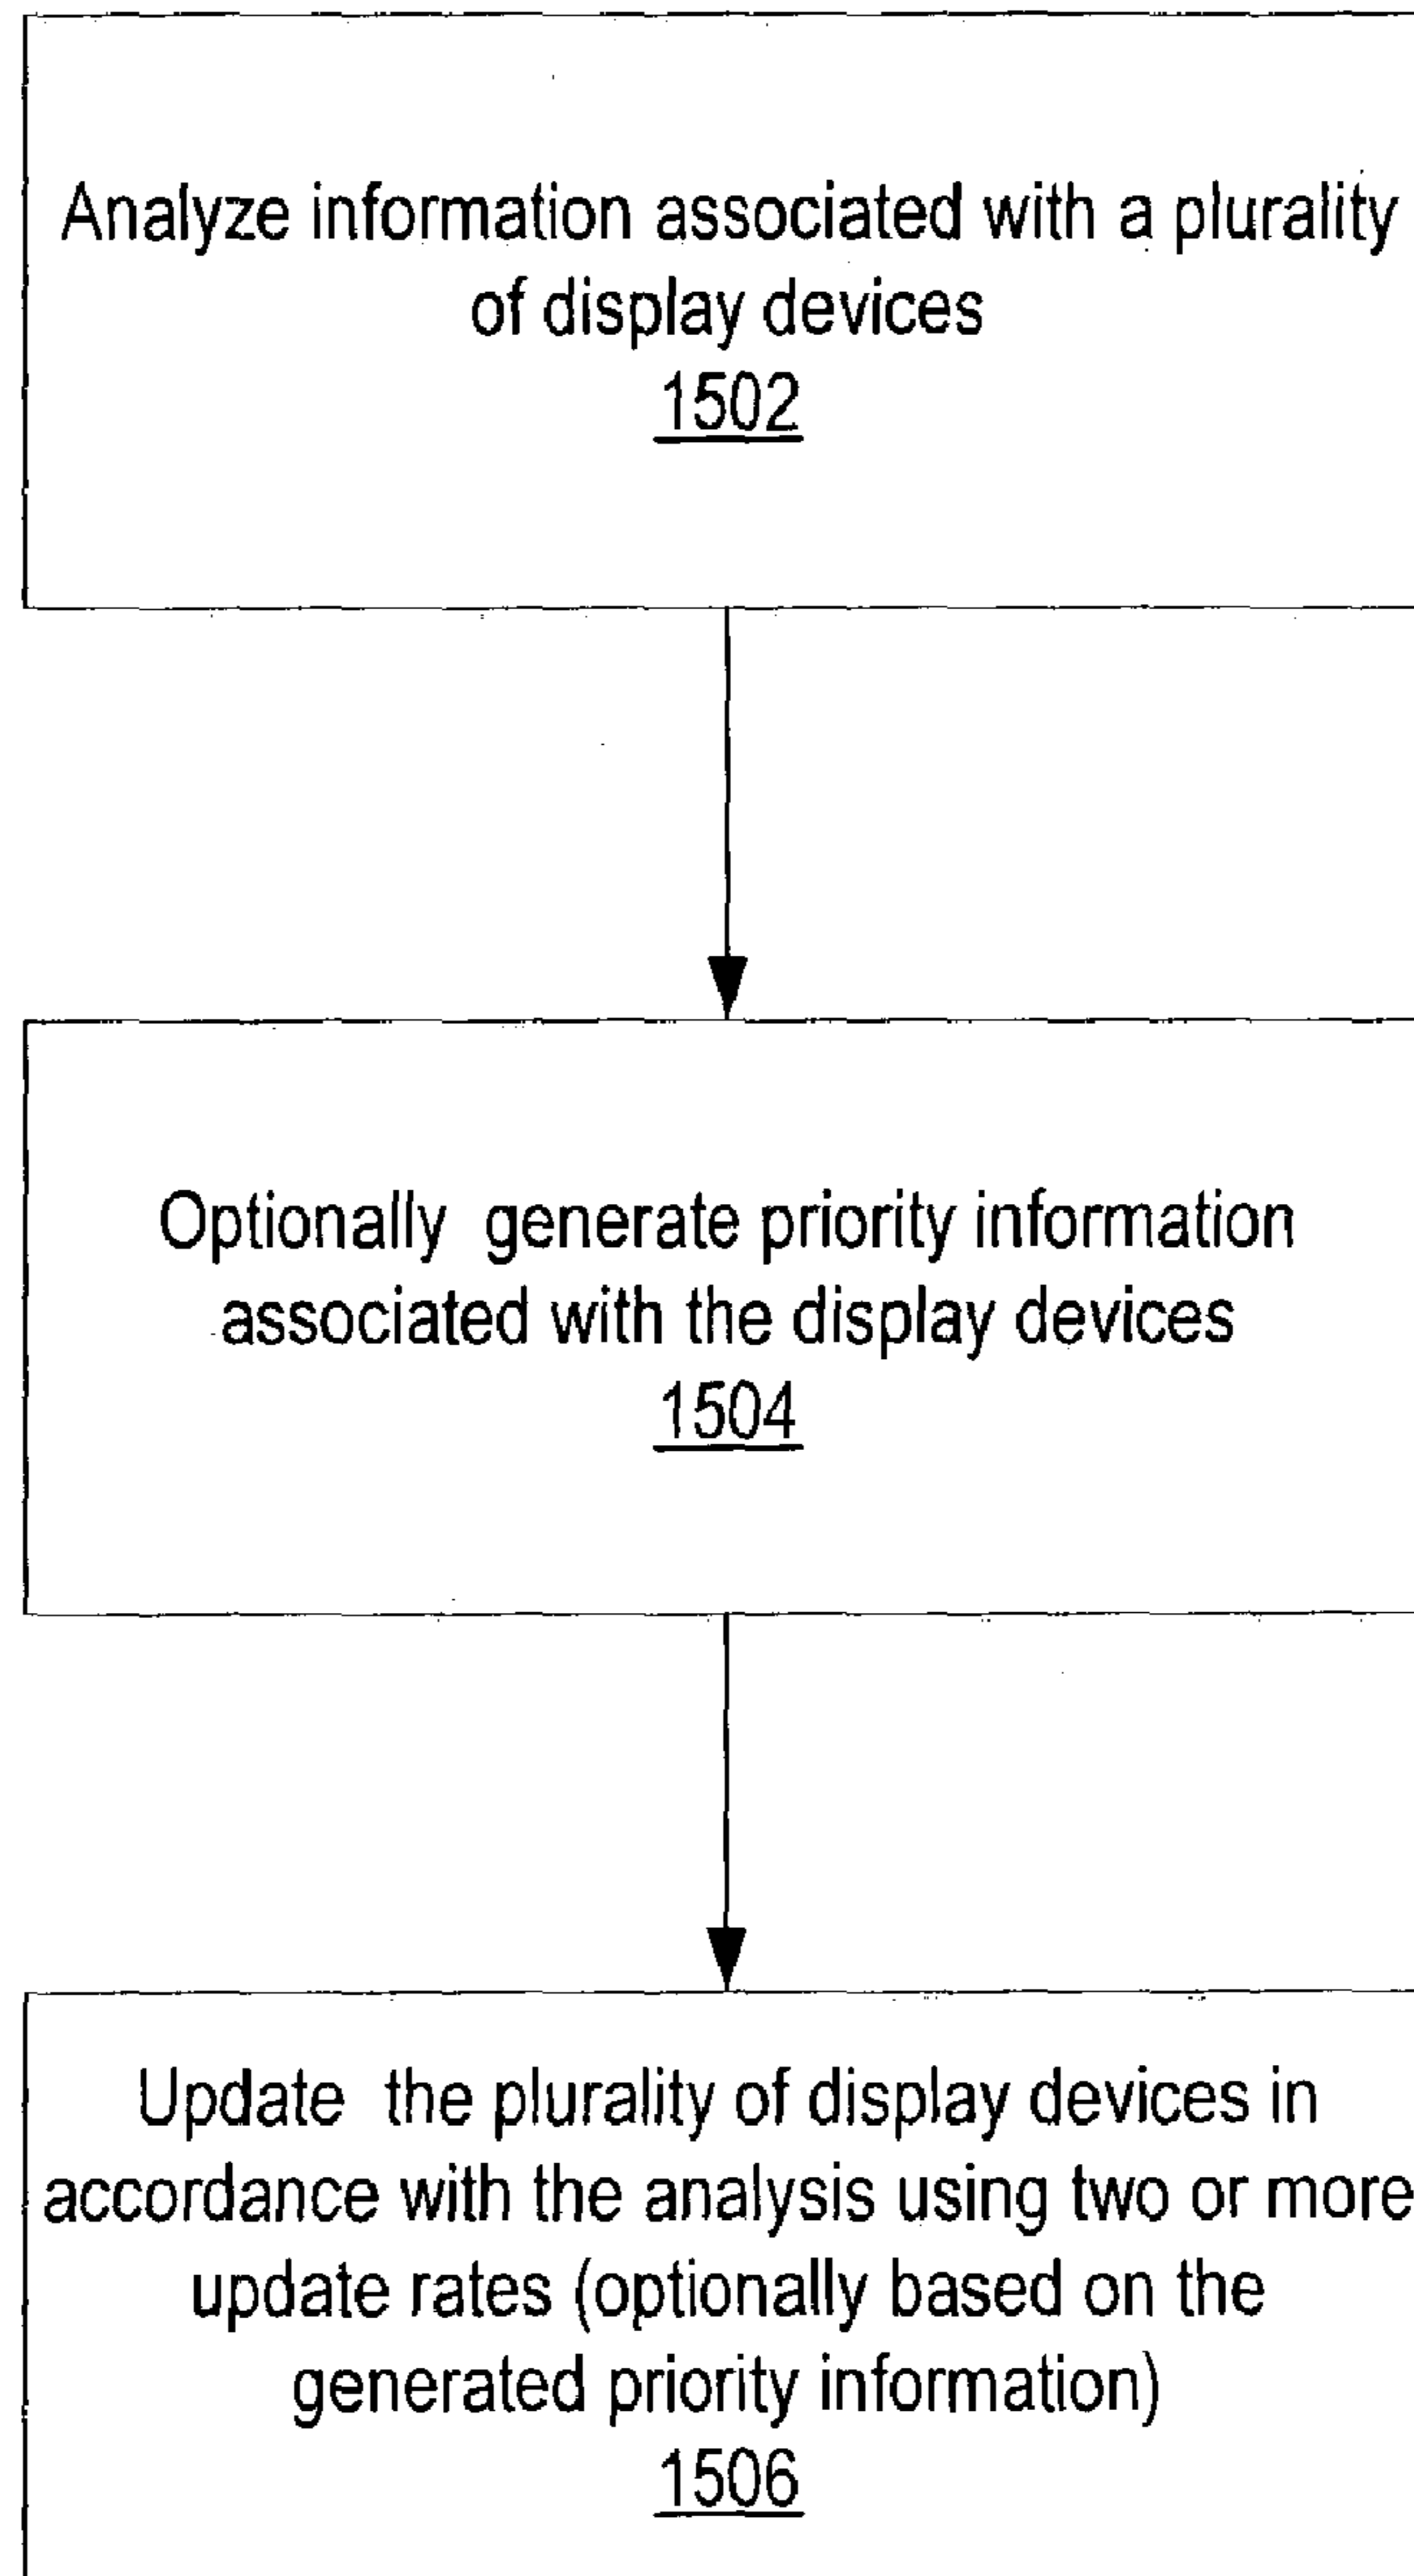 Analyze information associated with a plurality
of display devices
1502
Optionally generate priority information
associated with the display devices
1504
Update the plurality of display devices in
accordance with the analysis using two or more
update rates (optionally based on the
generated priority information)
1506